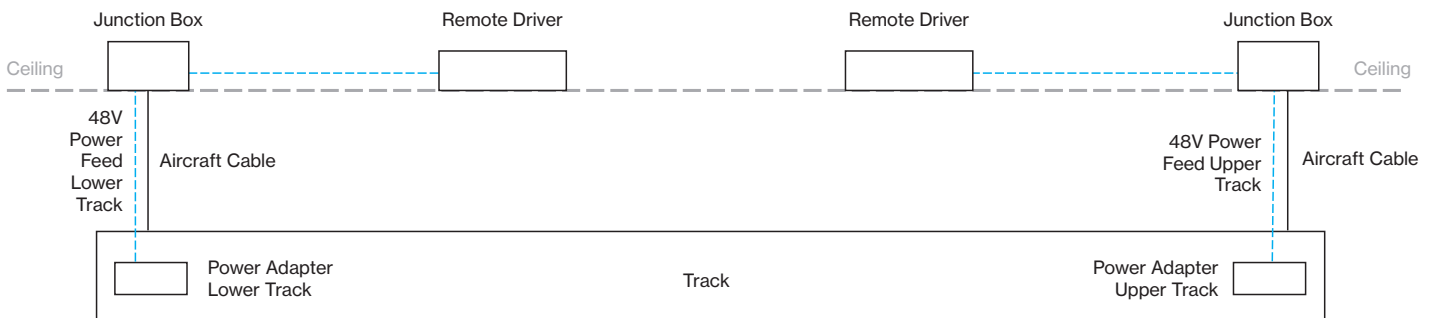 Junction Box
Remote Driver
Remote Driver
Junction Box
Ceiling
Ceiling
48V
Power
Feed
Lower
Track
Aircraft Cable
48V Power
Feed Upper
Track
Aircraft Cable
Power Adapter
Lower Track
Track
Power Adapter
Upper Track